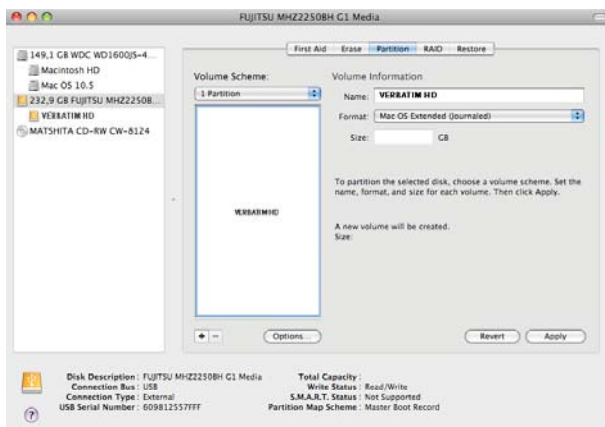 FUJITSU MHZ2250BH G1 Media
First Aid Erase Partition RAID Restore
149,1 GB WDC WD1600JS-4...
Macintosh HD
Mac OS 10.5
232,9 GB FUJITSU MHZ2250B...
VERBATIM HD
MATSHITA CD-RW CW-8124
Volume Scheme:
1 Partition
VERBATIM HD
+ −
Options...
Volume Information
Name: VERBATIM HD
Format: Mac OS Extended (Journaled)
Size: GB
To partition the selected disk, choose a volume scheme. Set the
name, format, and size for each volume. Then click Apply.
A new volume will be created.
Size:
Revert Apply
Disk Description : FUJITSU MHZ2250BH G1 Media
Connection Bus : USB
Connection Type : External
USB Serial Number : 609812557FFF
Total Capacity :
Write Status : Read/Write
S.M.A.R.T. Status : Not Supported
Partition Map Scheme : Master Boot Record
?